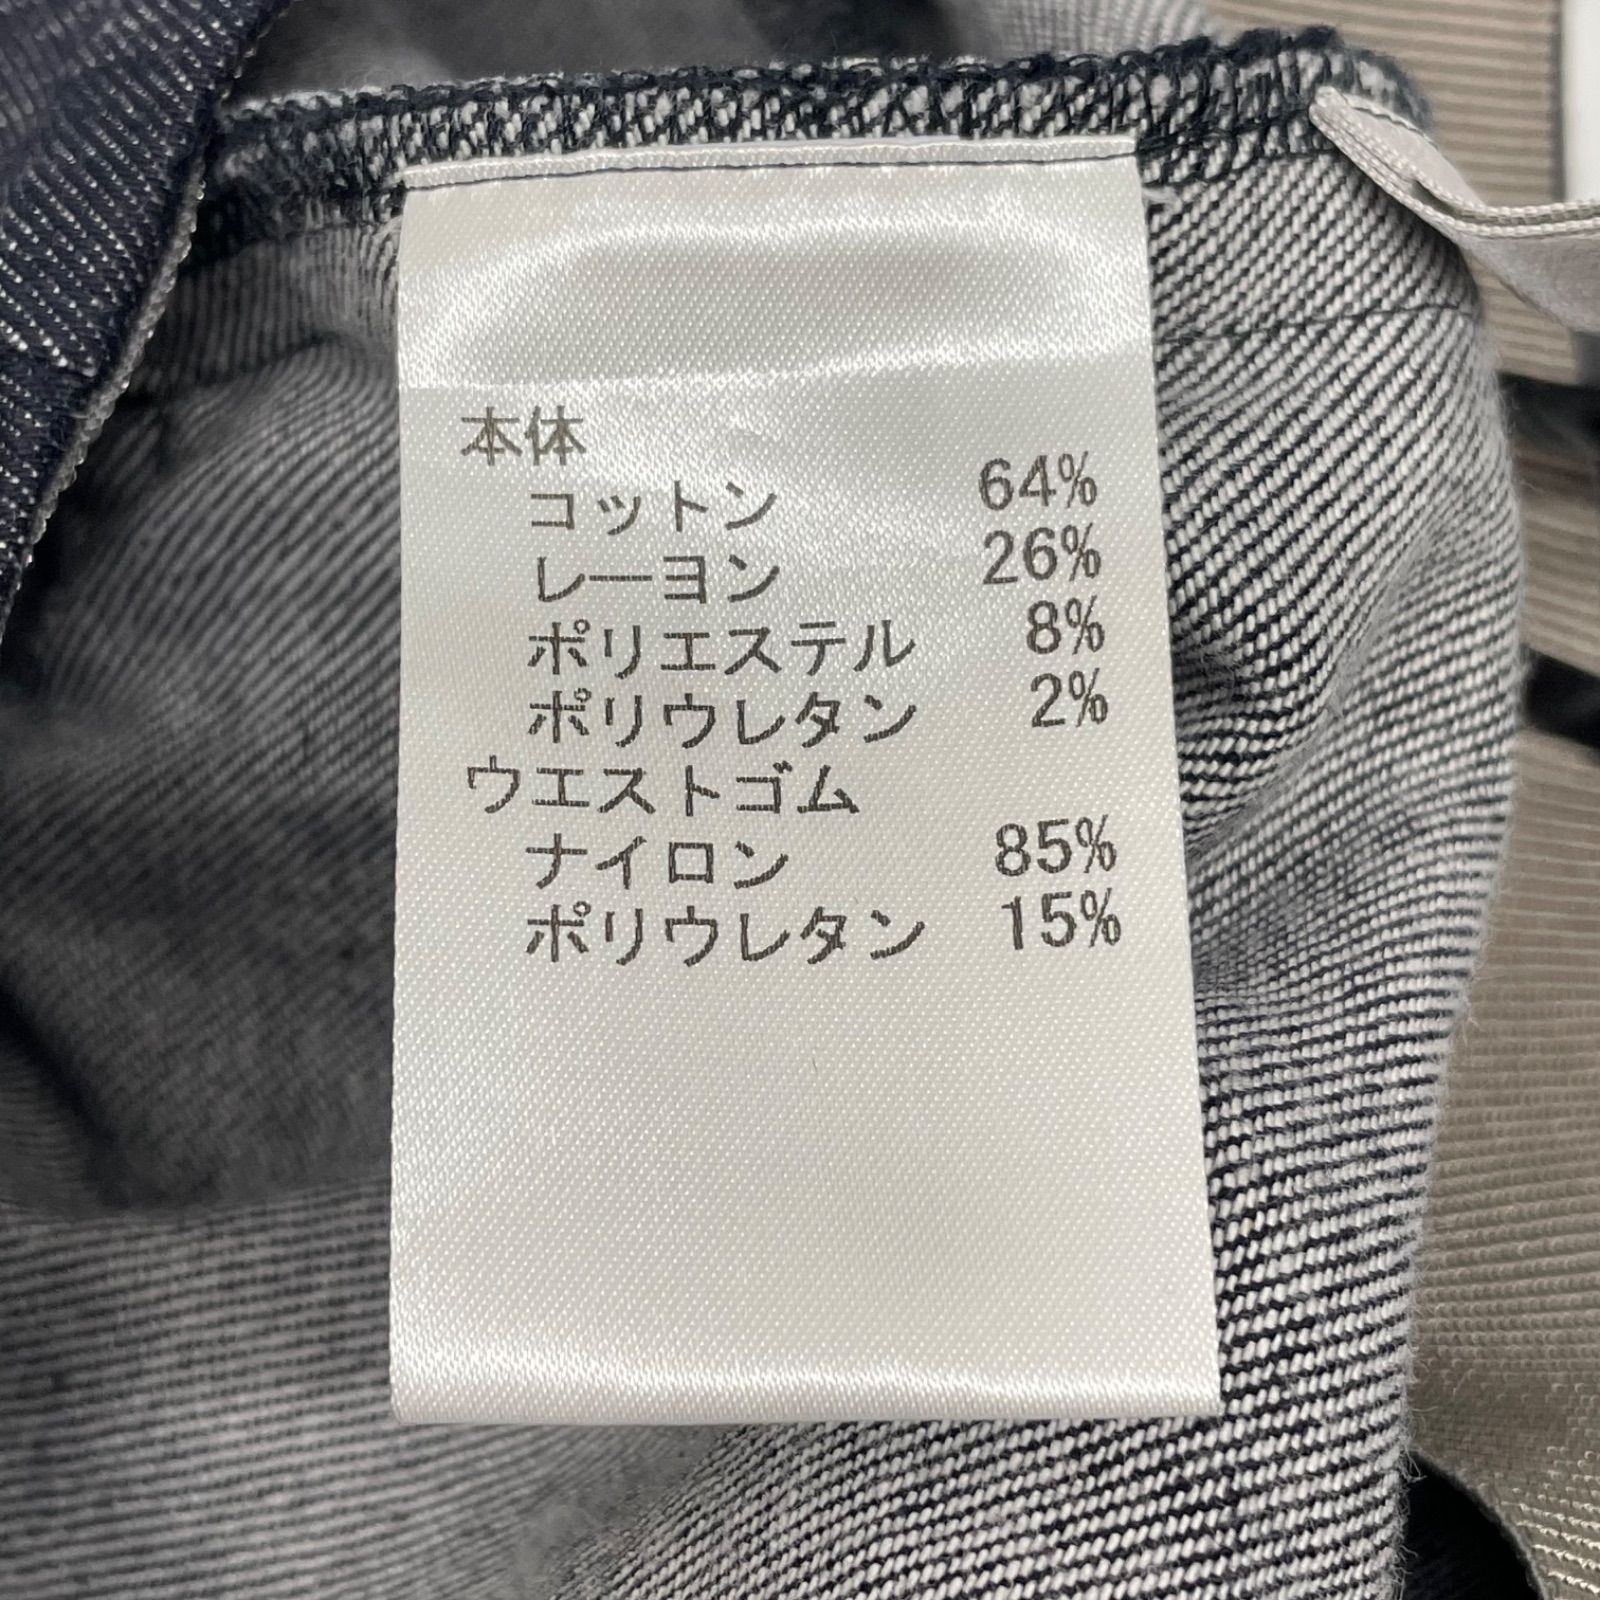 本体
コットン 64%
レーヨン 26%
ポリエステル 8%
ポリウレタン 2%
ウエストゴム
ナイロン 85%
ポリウレタン 15%